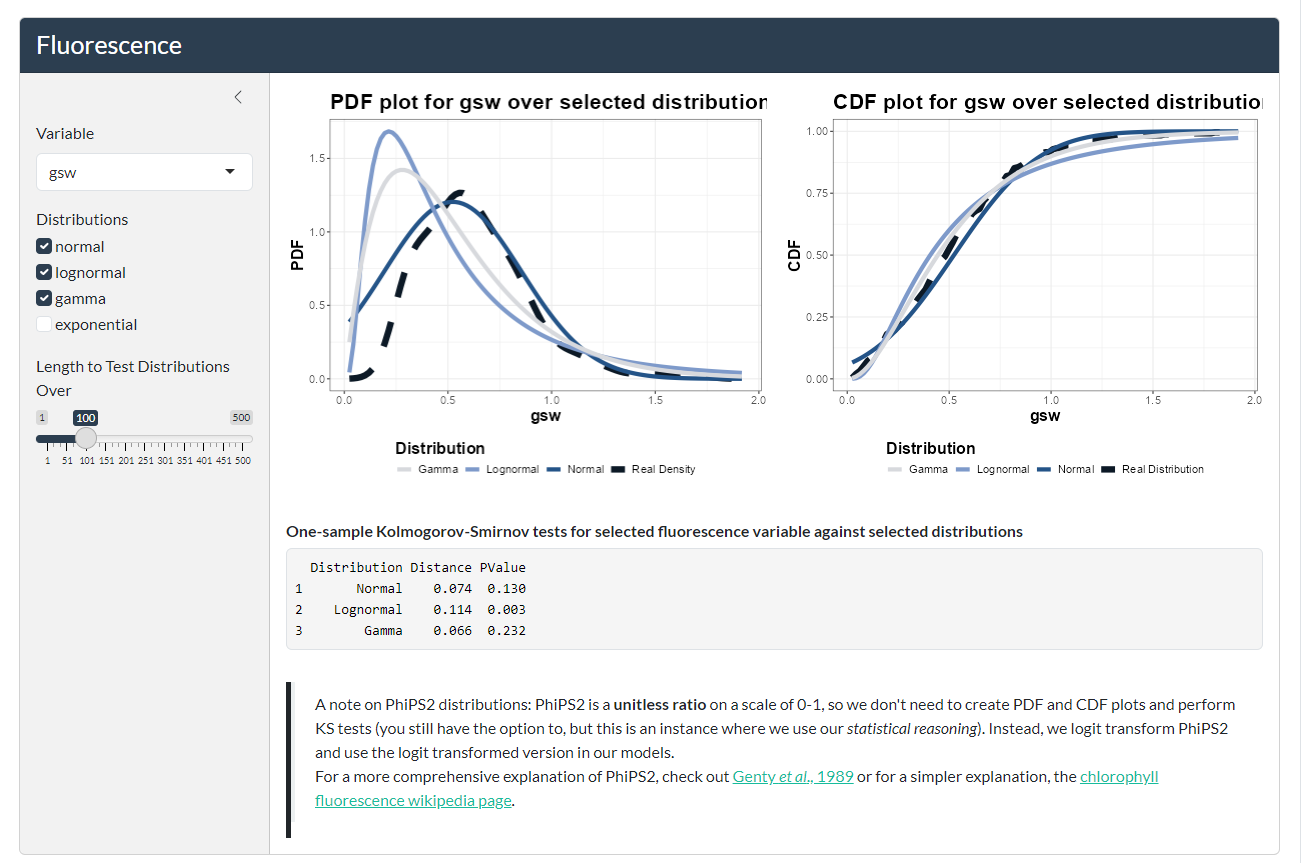 Fluorescence
Variable
gsw
Distributions
normal
lognormal
gamma
exponential
Length to Test Distributions
Over
1 100 500
1 51 101 151 201 251 301 351 401 451 500
PDF plot for gsw over selected distribution
PDF
1.5
1.0
0.5
0.0
0.0 0.5 1.0 1.5 2.0
gsw
Distribution
Gamma Lognormal Normal Real Density
CDF plot for gsw over selected distributio
CDF
1.00
0.75
0.50
0.25
0.00
0.0 0.5 1.0 1.5 2.0
gsw
Distribution
Gamma Lognormal Normal Real Distribution
One-sample Kolmogorov-Smirnov tests for selected fluorescence variable against selected distributions
Distribution Distance PValue
1 Normal 0.074 0.130
2 Lognormal 0.114 0.003
3 Gamma 0.066 0.232
A note on PhiPS2 distributions: PhiPS2 is a unitless ratio on a scale of 0-1, so we don't need to create PDF and CDF plots and perform
KS tests (you still have the option to, but this is an instance where we use our statistical reasoning). Instead, we logit transform PhiPS2
and use the logit transformed version in our models.
For a more comprehensive explanation of PhiPS2, check out Genty et al., 1989 or for a simpler explanation, the chlorophyll
fluorescence wikipedia page.